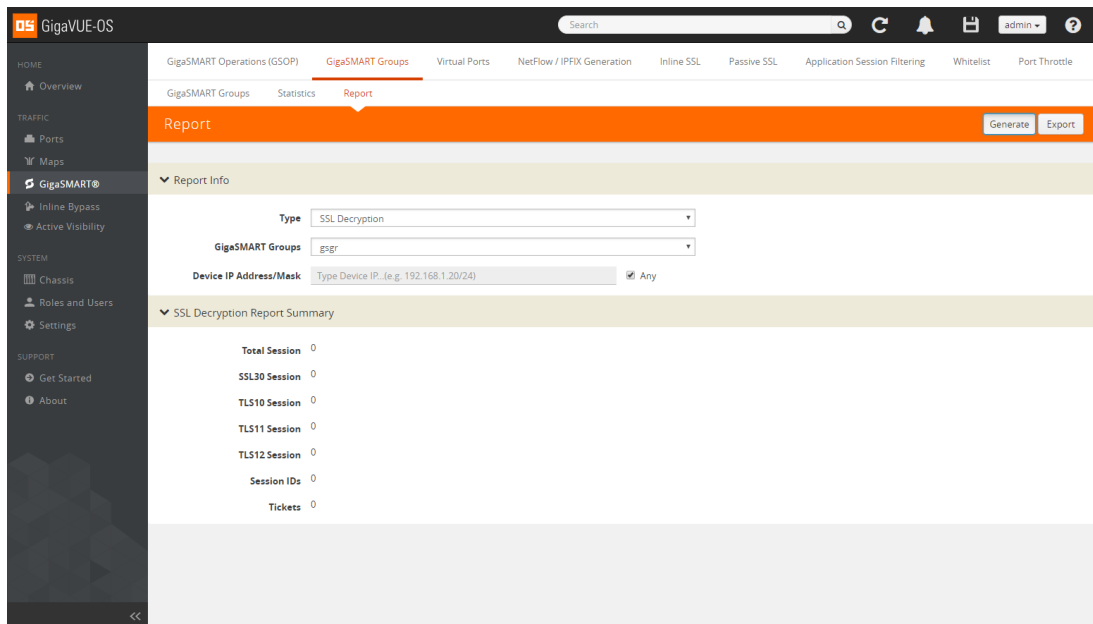 OS GigaVUE-OS
Search
admin
HOME
Overview
TRAFFIC
Ports
Maps
GigaSMART®
Inline Bypass
Active Visibility
SYSTEM
Chassis
Roles and Users
Settings
SUPPORT
Get Started
About
GigaSMART Operations (GSOP) GigaSMART Groups Virtual Ports NetFlow / IPFIX Generation Inline SSL Passive SSL Application Session Filtering Whitelist Port Throttle
GigaSMART Groups Statistics Report
Report Generate Export
Report Info
Type SSL Decryption
GigaSMART Groups gsgr
Device IP Address/Mask Type Device IP...(e.g. 192.168.1.20/24) Any
SSL Decryption Report Summary
Total Session 0
SSL30 Session 0
TLS10 Session 0
TLS11 Session 0
TLS12 Session 0
Session IDs 0
Tickets 0